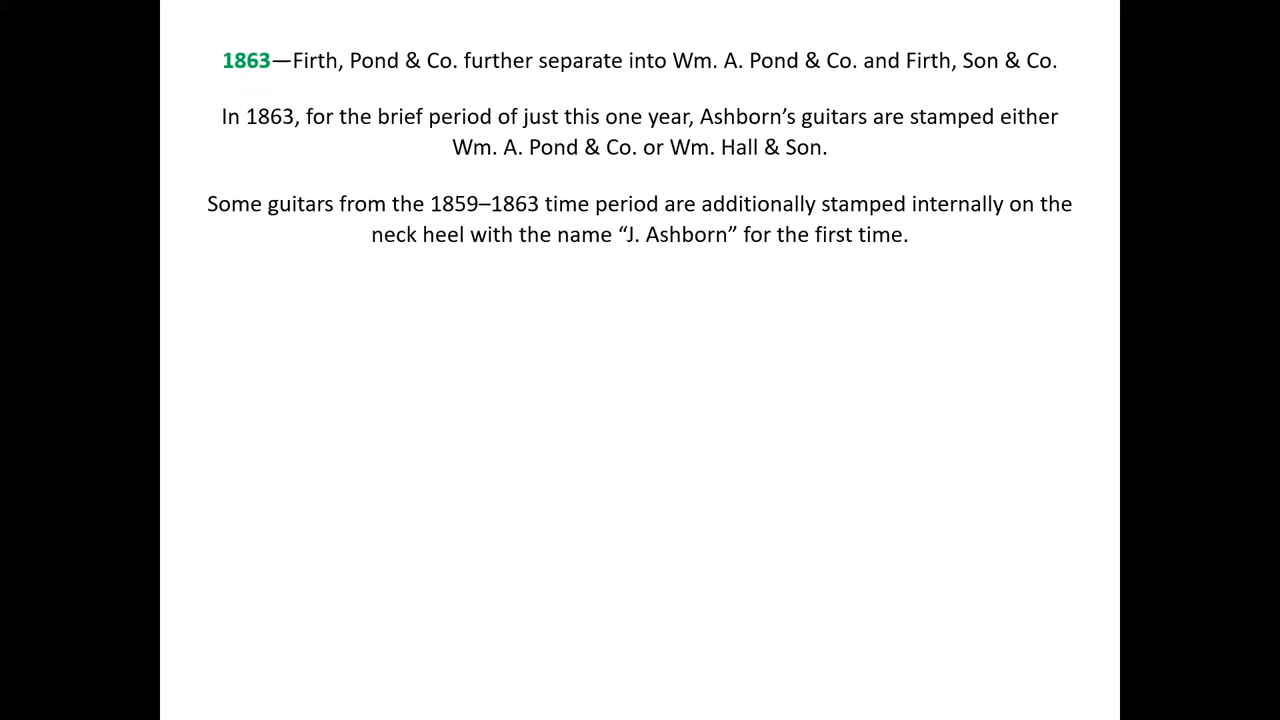 1863—Firth, Pond & Co. further separate into Wm. A. Pond & Co. and Firth, Son & Co.
In 1863, for the brief period of just this one year, Ashborn’s guitars are stamped either
Wm. A. Pond & Co. or Wm. Hall & Son.
Some guitars from the 1859–1863 time period are additionally stamped internally on the
neck heel with the name “J. Ashborn” for the first time.